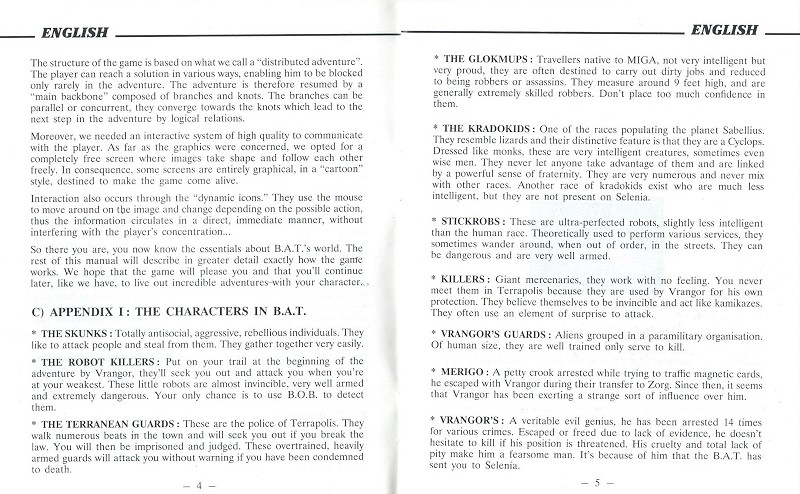 ENGLISH
The structure of the game is based on what we call a “distributed adventure”.
The player can reach a solution in various ways, enabling him to be blocked
only rarely in the adventure. The adventure is therefore resumed by a
“main backbone” composed of branches and knots. The branches can be
parallel or concurrent, they converge towards the knots which lead to the
next step in the adventure by logical relations.
Moreover, we needed an interactive system of high quality to communicate
with the player. As far as the graphics were concerned, we opted for a
completely free screen where images take shape and follow each other
freely. In consequence, some screens are entirely graphical, in a “cartoon”
style, destined to make the game come alive.
Interaction also occurs through the “dynamic icons.” They use the mouse
to move around on the image and change depending on the possible action,
thus the information circulates in a direct, immediate manner, without
interfering with the player's concentration...
So there you are, you now know the essentials about B.A.T.'s world. The
rest of this manual will describe in greater detail exactly how the game
works. We hope that the game will please you and that you'll continue
later, like we have, to live out incredible adventures with your character...
C) APPENDIX I : THE CHARACTERS IN B.A.T.
* THE SKUNKS : Totally antisocial, aggressive, rebellious individuals. They
like to attack people and steal from them. They gather together very easily.
* THE ROBOT KILLERS : Put on your trail at the beginning of the
adventure by Vrangor, they'll seek you out and attack you when you're
at your weakest. These little robots are almost invincible, very well armed
and extremely dangerous. Your only chance is to use B.O.B. to detect
them.
* THE TERRANEAN GUARDS : These are the police of Terrapolis. They
walk numerous beats in the town and will seek you out if you break the
law. You will then be imprisoned and judged. These overtrained, heavily
armed guards will attack you without warning if you have been condemned
to death.
— 4 —
ENGLISH
* THE GLOKMUPS : Travellers native to MIGA, not very intelligent but
very proud, they are often destined to carry out dirty jobs and reduced
to being robbers or assassins. They measure around 9 feet high, and are
generally extremely skilled robbers. Don't place too much confidence in
them.
* THE KRADOKIDS : One of the races populating the planet Sabellius.
They resemble lizards and their distinctive feature is that they are a Cyclops.
Dressed like monks, these are very intelligent creatures, sometimes even
wise men. They never let anyone take advantage of them and are linked
by a powerful sense of fraternity. They are very numerous and never mix
with other races. Another race of kradokids exist who are much less
intelligent, but they are not present on Selenia.
* STICKROBS : These are ultra-perfected robots, slightly less intelligent
than the human race. Theoretically used to perform various services, they
sometimes wander around, when out of order, in the streets. They can
be dangerous and are very well armed.
* KILLERS : Giant mercenaries, they work with no feeling. You never
meet them in Terrapolis because they are used by Vrangor for his own
protection. They believe themselves to be invincible and act like kamikazes.
They often use an element of surprise to attack.
* VRANGOR'S GUARDS : Aliens grouped in a paramilitary organisation.
Of human size, they are well trained only serve to kill.
* MERIGO : A petty crook arrested while trying to traffic magnetic cards,
he escaped with Vrangor during their transfer to Zorg. Since then, it seems
that Vrangor has been exerting a strange sort of influence over him.
* VRANGOR'S : A veritable evil genius, he has been arrested 14 times
for various crimes. Escaped or freed due to lack of evidence, he doesn't
hesitate to kill if his position is threatened. His cruelty and total lack of
pity make him a fearsome man. It's because of him that the B.A.T. has
sent you to Selenia.
— 5 —